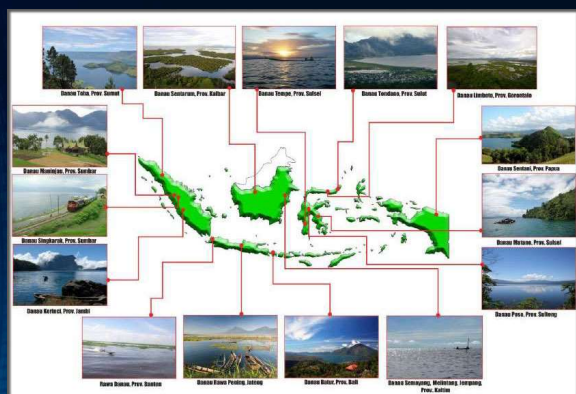 Danau Toba, Prov. Sumut
Danau Sentarum, Prov. Kalbar
Danau Tempe, Prov. Sulsel
Danau Tondano, Prov. Sulut
Danau Limboto, Prov. Gorontalo
Danau Maninjau, Prov. Sumbar
Danau Sentani, Prov. Papua
Danau Singkarak, Prov. Sumbar
Danau Matano, Prov. Sulsel
Danau Kerinci, Prov. Jambi
Danau Poso, Prov. Sulteng
Rawa Danau, Prov. Banten
Danau Rawa Pening, Jateng
Danau Batur, Prov. Bali
Danau Semayang, Melintang, Jempang,
Prov. Kaltim